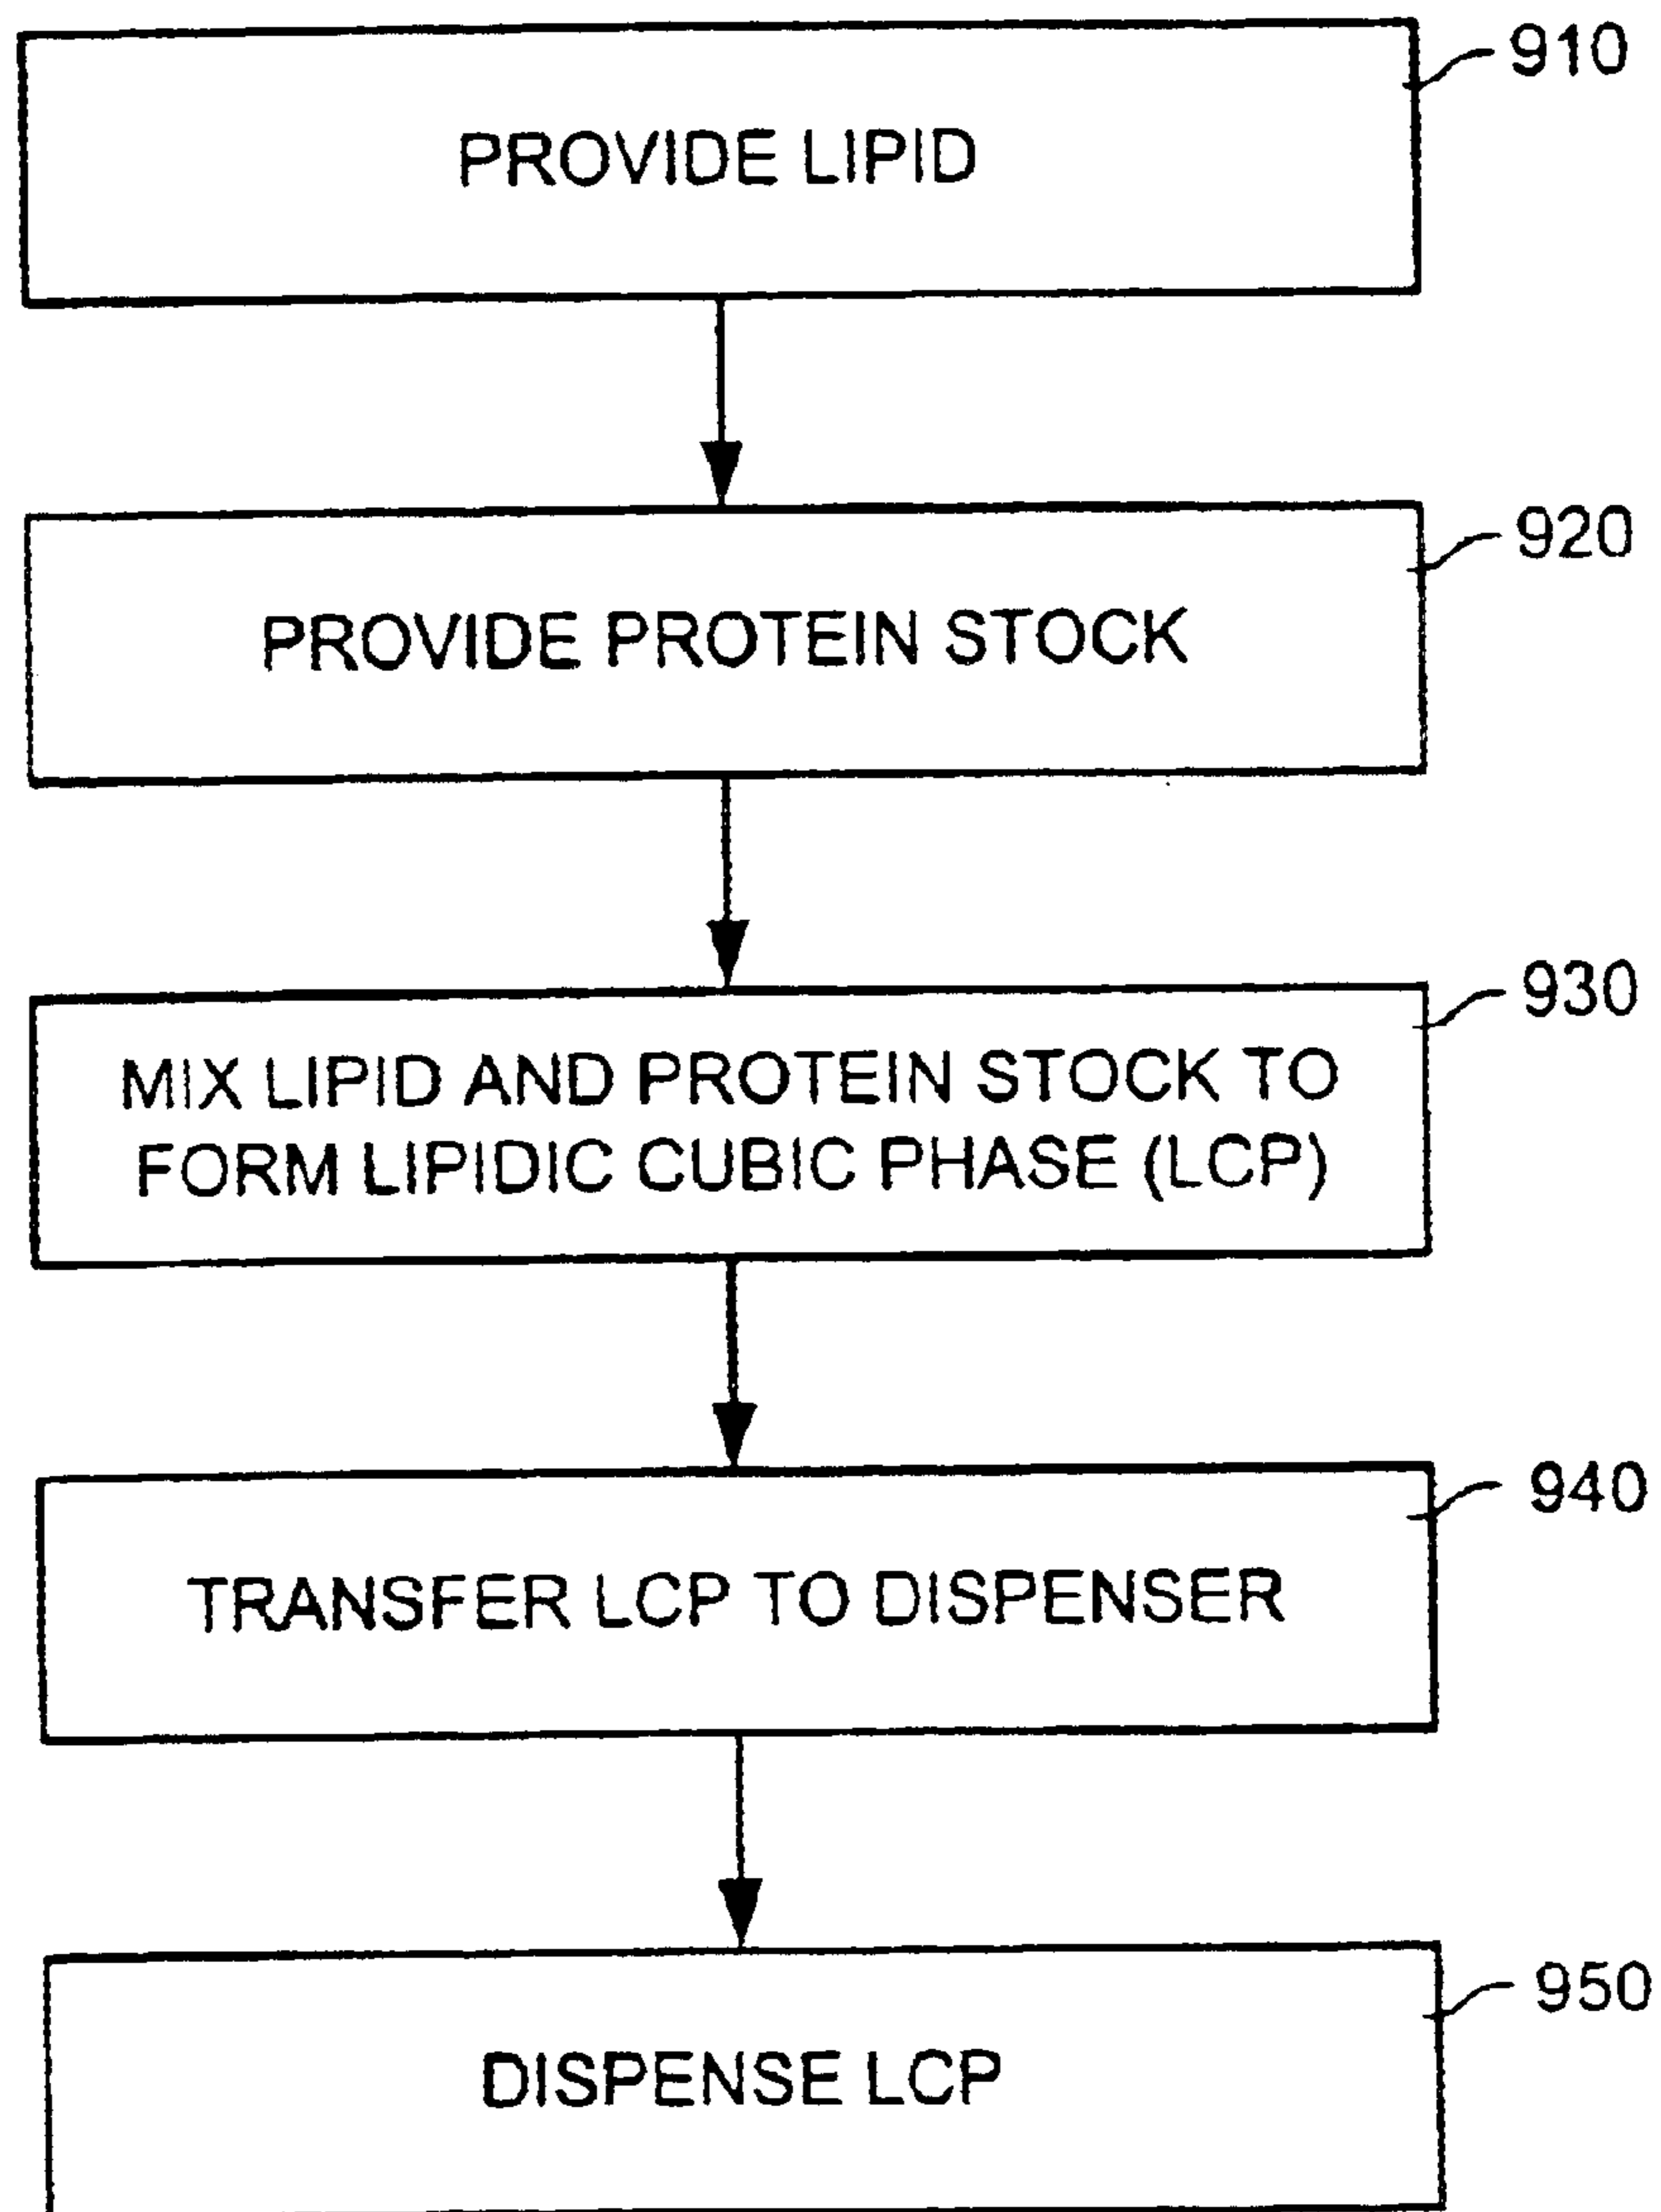 910
PROVIDE LIPID
920
PROVIDE PROTEIN STOCK
930
MIX LIPID AND PROTEIN STOCK TO
FORM LIPIDIC CUBIC PHASE (LCP)
940
TRANSFER LCP TO DISPENSER
950
DISPENSE LCP